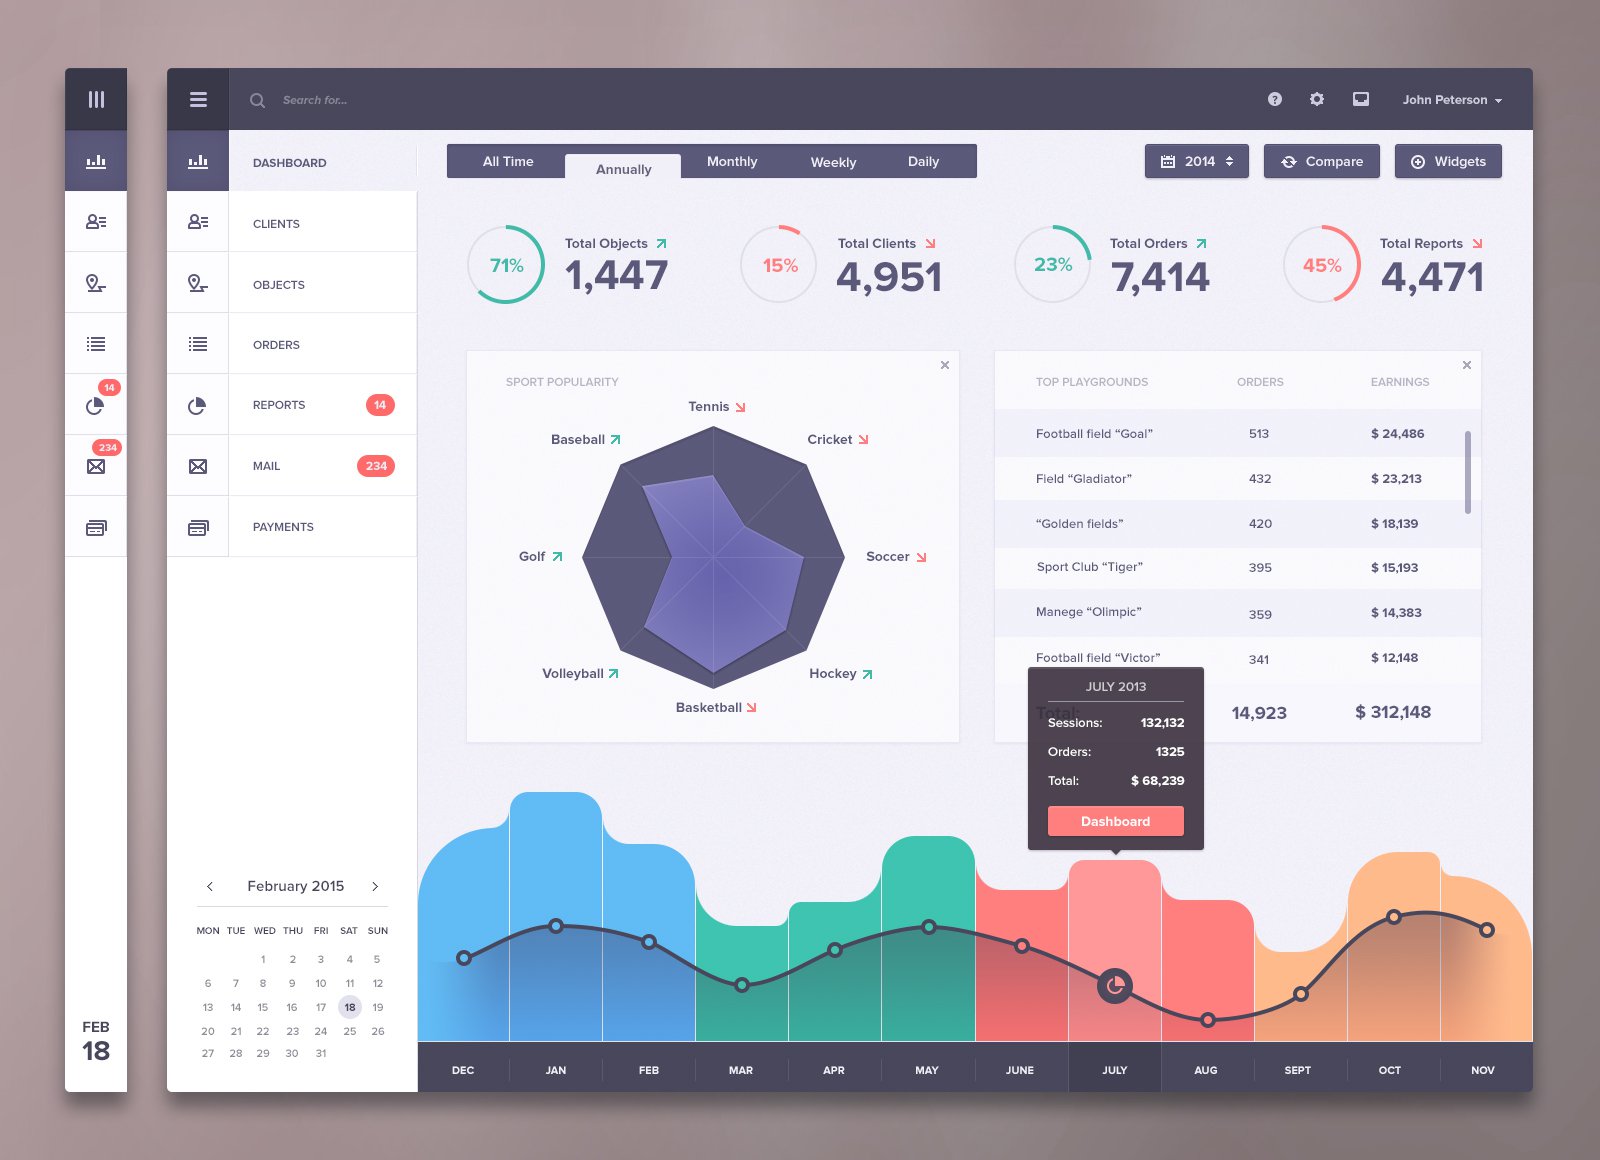 Search for...
John Peterson
DASHBOARD
All Time
Annually
Monthly
Weekly
Daily
2014
Compare
Widgets
CLIENTS
OBJECTS
ORDERS
14
REPORTS
14
234
MAIL
234
PAYMENTS
71%
Total Objects
1,447
15%
Total Clients
4,951
23%
Total Orders
7,414
45%
Total Reports
4,471
SPORT POPULARITY
Tennis
Baseball
Cricket
Golf
Soccer
Volleyball
Hockey
Basketball
TOP PLAYGROUNDS ORDERS EARNINGS
Football field “Goal” 513 $ 24,486
Field “Gladiator” 432 $ 23,213
“Golden fields” 420 $ 18,139
Sport Club “Tiger” 395 $ 15,193
Manege “Olimpic” 359 $ 14,383
Football field “Victor” 341 $ 12,148
Total: 14,923 $ 312,148
JULY 2013
Sessions: 132,132
Orders: 1325
Total: $ 68,239
Dashboard
February 2015
MON TUE WED THU FRI SAT SUN
1 2 3 4 5
6 7 8 9 10 11 12
13 14 15 16 17 18 19
20 21 22 23 24 25 26
27 28 29 30 31
FEB
18
DEC JAN FEB MAR APR MAY JUNE JULY AUG SEPT OCT NOV